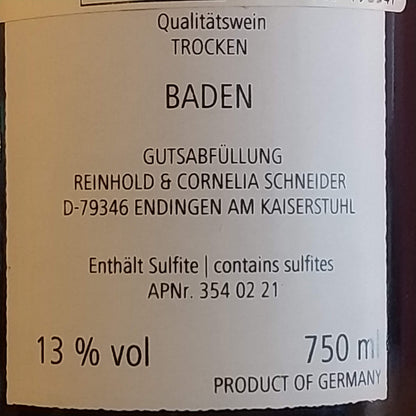 Qualitätswein
TROCKEN
BADEN
GUTSABFÜLLUNG
REINHOLD & CORNELIA SCHNEIDER
D-79346 ENDINGEN AM KAISERSTUHL
Enthält Sulfite | contains sulfites
APNr. 354 02 21
13 % vol
750 ml
PRODUCT OF GERMANY